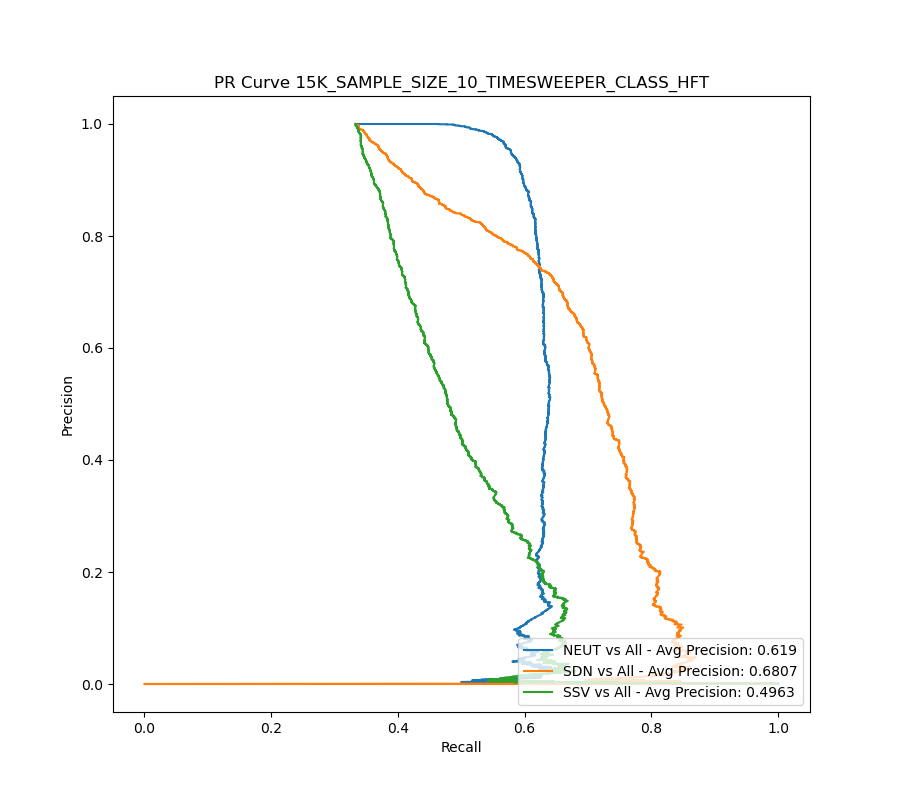 PR Curve 15K_SAMPLE_SIZE_10_TIMESWEEPER_CLASS_HFT
1.0
0.8
0.6
0.4
0.2
0.0
Precision
NEUT vs All - Avg Precision: 0.619
SDN vs All - Avg Precision: 0.6807
SSV vs All - Avg Precision: 0.4963
0.0 0.2 0.4 0.6 0.8 1.0
Recall